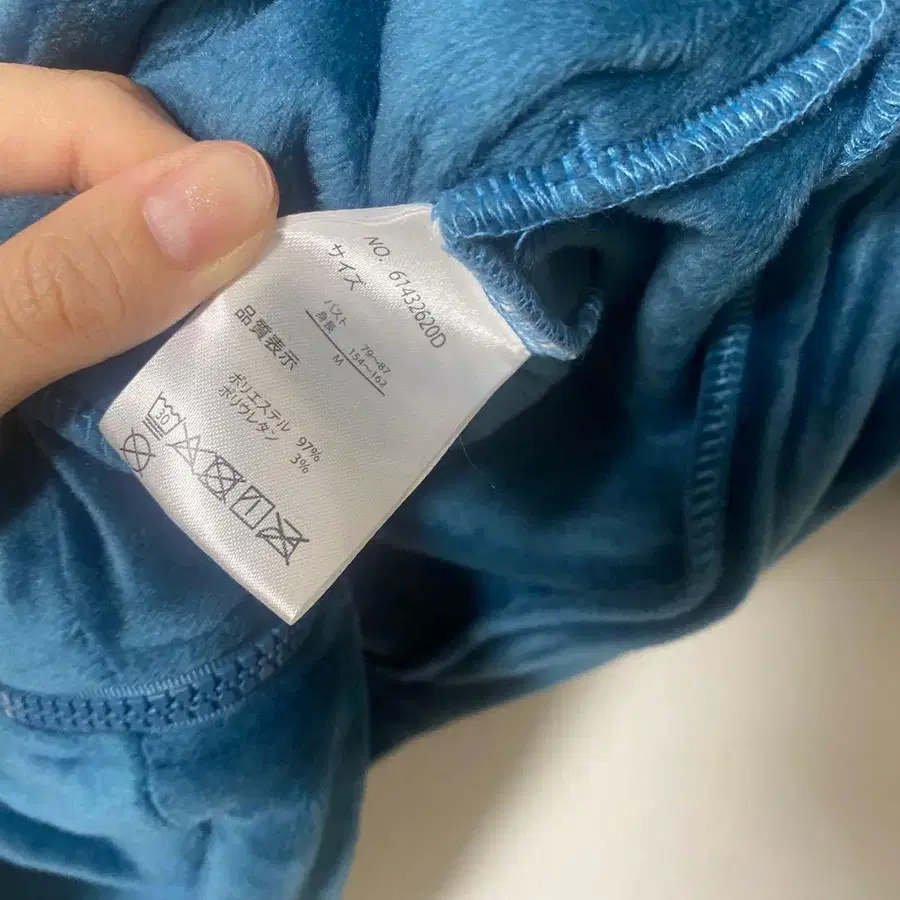 NO. 61432620D
サイズ
バスト 79~87
身長 154~162
M
品質表示
ポリエステル 97%
ポリウレタン 3%
30